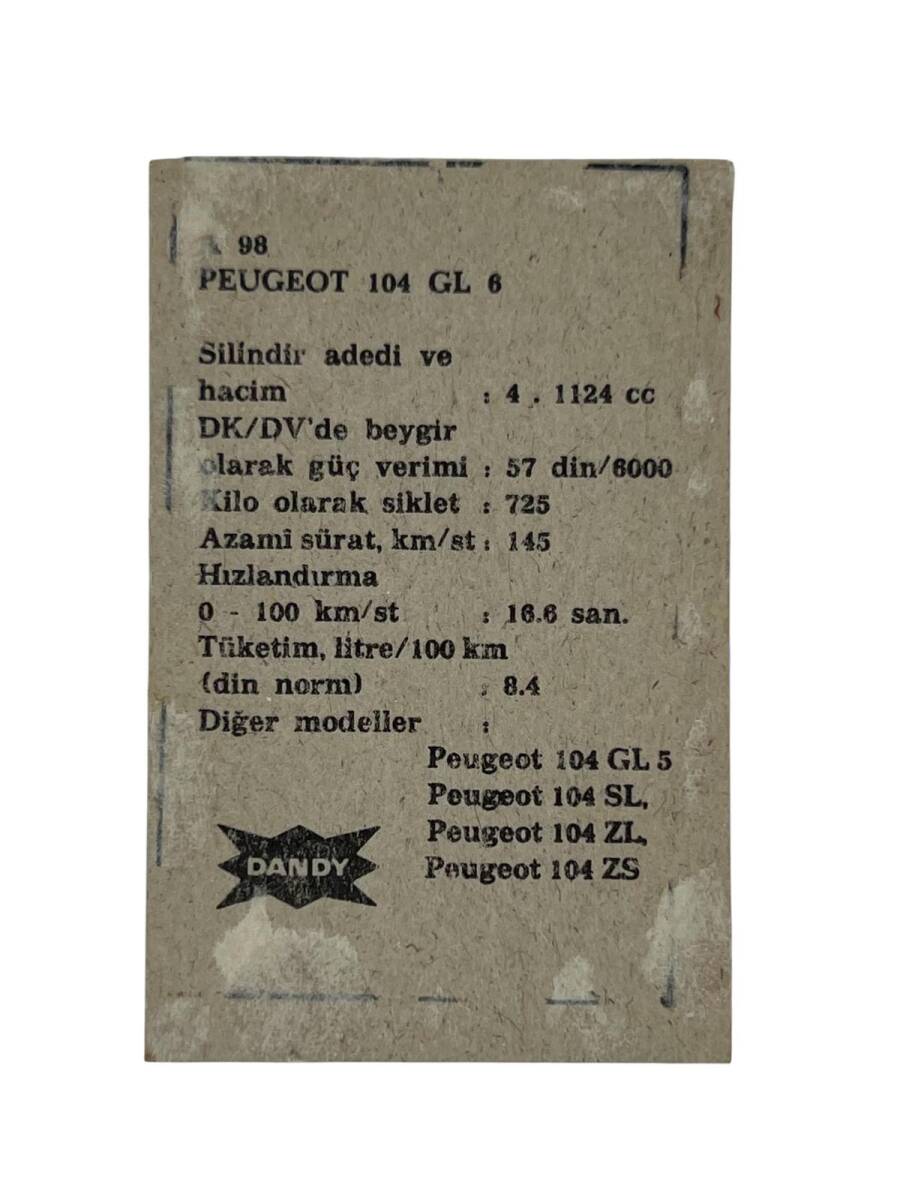 98
PEUGEOT 104 GL 6
Silindir adedi ve
hacim : 4 . 1124 cc
DK/DV'de beygir
olarak güç verimi : 57 din/6000
Kilo olarak siklet : 725
Azamî sürat, km/st : 145
Hızlandırma
0 - 100 km/st : 16.6 san.
Tüketim, litre/100 km
(din norm) : 8.4
Diğer modeller :
Peugeot 104 GL 5
Peugeot 104 SL,
Peugeot 104 ZL,
Peugeot 104 ZS
DANDY